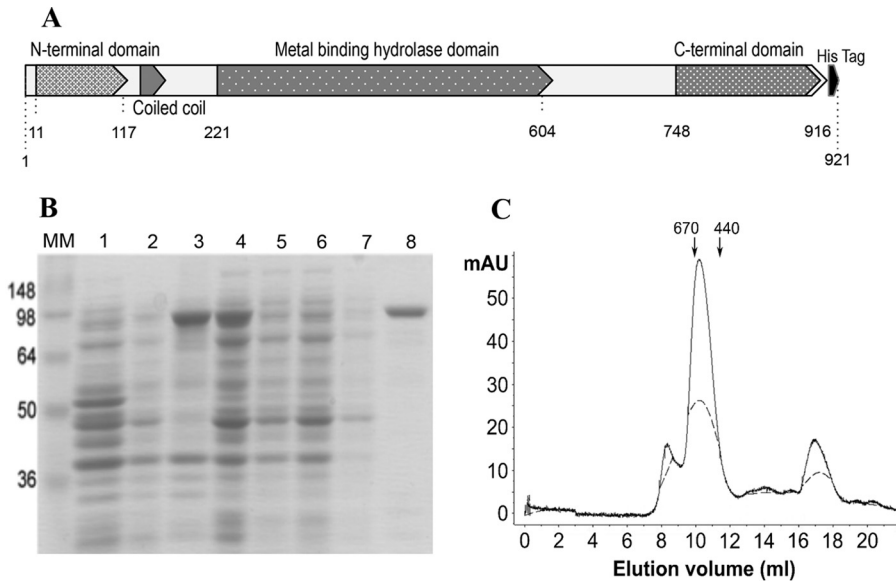 A
N-terminal domain Metal binding hydrolase domain C-terminal domain His Tag
Coiled coil
11 117 221 604 748 916
1 921
B
MM 1 2 3 4 5 6 7 8
148
98
64
50
36
C
670 440
mAU
50
40
30
20
10
0
0 2 4 6 8 10 12 14 16 18 20
Elution volume (ml)